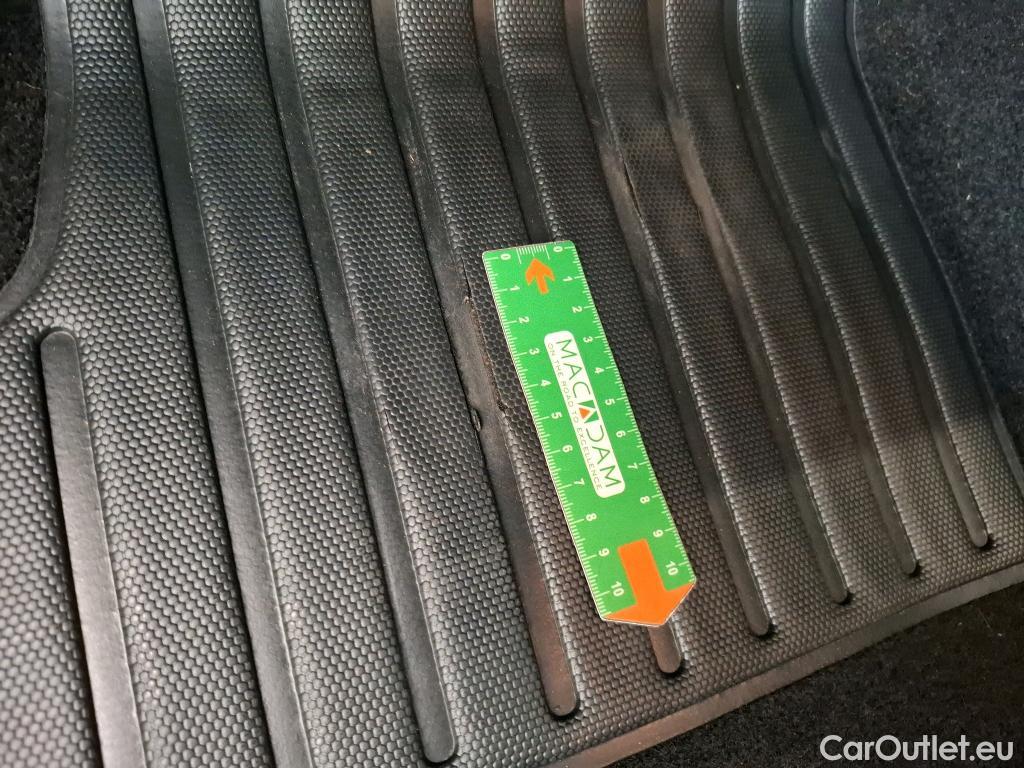 0 1 2 3 4 5 6 7 8 9 10
MACADAM
ON THE ROAD TO EXCELLENCE
0 1 2 3 4 5 6 7 8 9 10
CarOutlet.eu